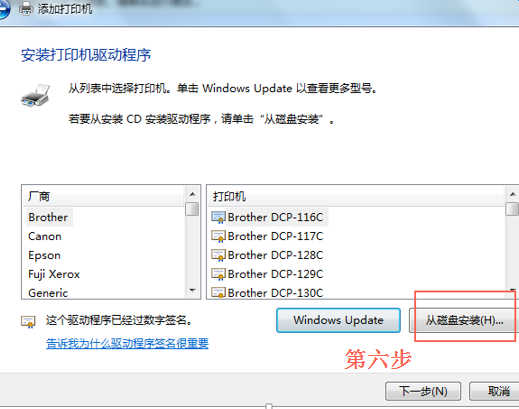 添加打印机
安装打印机驱动程序
从列表中选择打印机。单击 Windows Update 以查看更多型号。
若要从安装 CD 安装驱动程序，请单击“从磁盘安装”。
厂商
Brother
Canon
Epson
Fuji Xerox
Generic
打印机
Brother DCP-116C
Brother DCP-117C
Brother DCP-128C
Brother DCP-129C
Brother DCP-130C
这个驱动程序已经过数字签名。
告诉我为什么驱动程序签名很重要
Windows Update
从磁盘安装(H)...
第六步
下一步(N)
取消